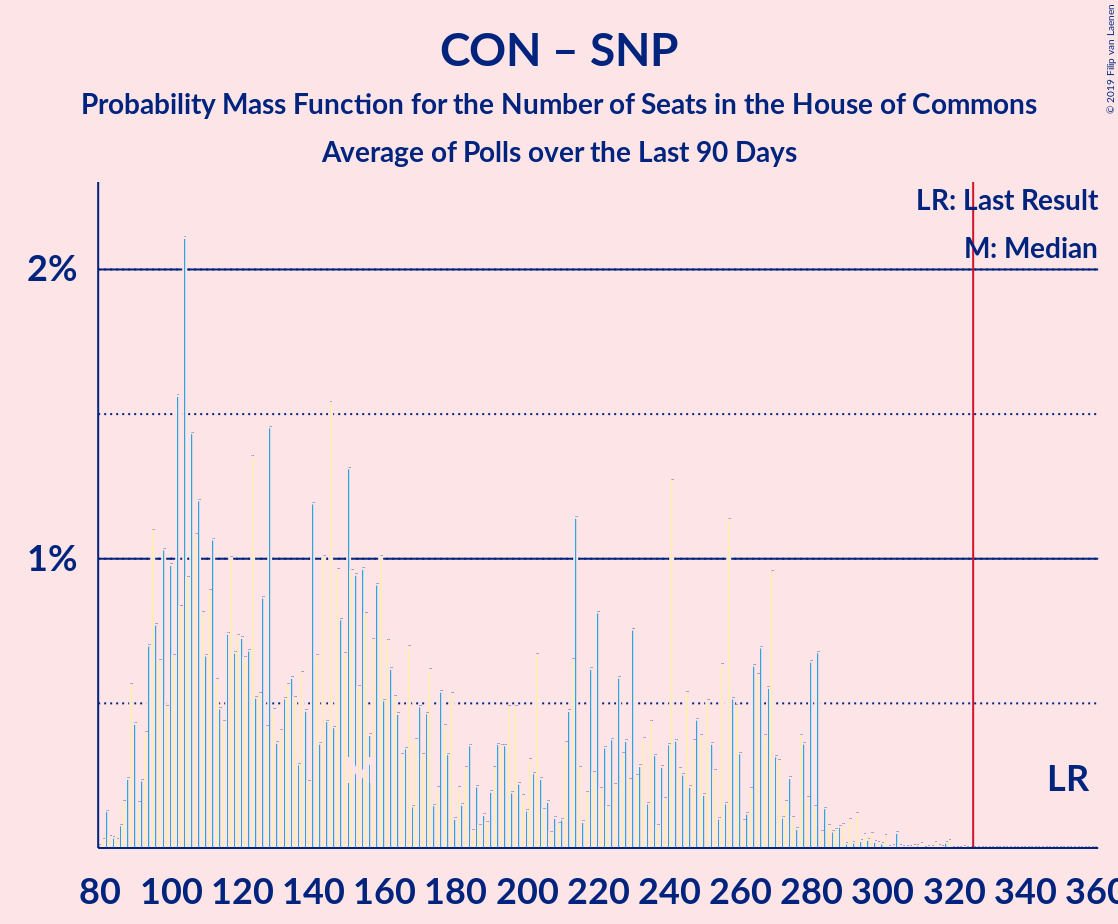 CON – SNP
Probability Mass Function for the Number of Seats in the House of Commons
Average of Polls over the Last 90 Days
© 2019 Filip van Laenen
LR: Last Result
M: Median
2%
1%
M
LR
80 100 120 140 160 180 200 220 240 260 280 300 320 340 360